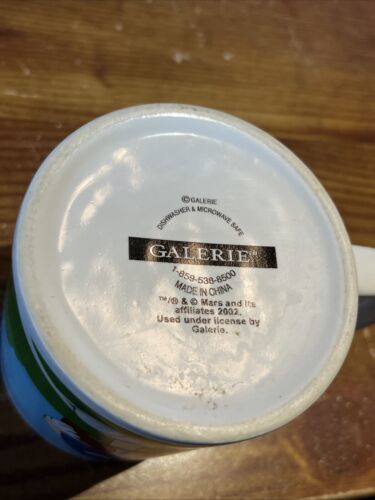 ©GALERIE
DISHWASHER & MICROWAVE SAFE
GALERIE
1-859-538-8500
MADE IN CHINA
™/® & © Mars and its
affiliates 2002.
Used under license by
Galerie.